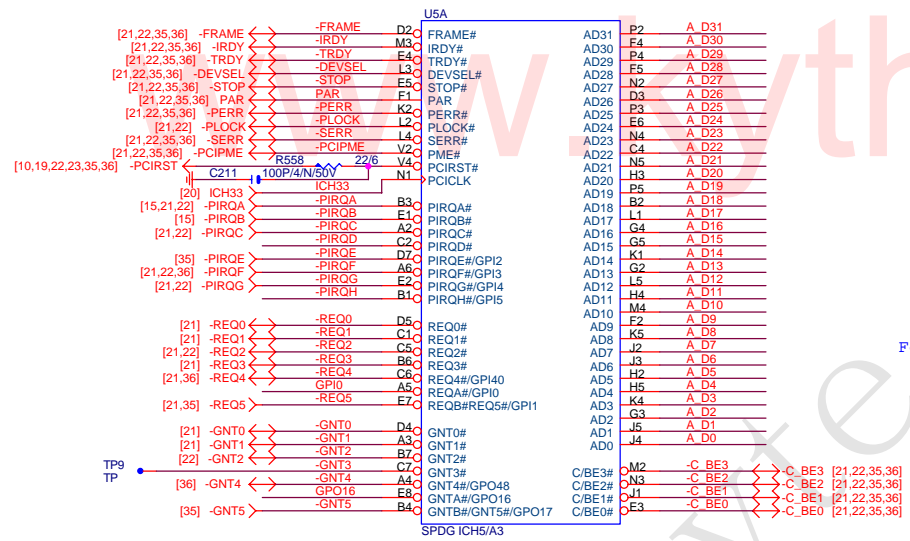 U5A
[21,22,35,36] -FRAME -FRAME D2 FRAME# AD31 P2 A_D31
[21,22,35,36] -IRDY -IRDY M3 IRDY# AD30 F4 A_D30
[21,22,35,36] -TRDY -TRDY E4 TRDY# AD29 P4 A_D29
[21,22,35,36] -DEVSEL -DEVSEL L3 DEVSEL# AD28 F5 A_D28
[21,22,35,36] -STOP -STOP E5 STOP# AD27 N2 A_D27
[21,22,35,36] PAR PAR F1 PAR AD26 D3 A_D26
[21,22,35,36] -PERR -PERR K2 PERR# AD25 P3 A_D25
[21,22] -PLOCK -PLOCK L2 PLOCK# AD24 E6 A_D24
[21,22,35,36] -SERR -SERR L4 SERR# AD23 N4 A_D23
[21,22,35,36] -PCIPME -PCIPME V2 PME# AD22 C4 A_D22
[10,19,22,23,35,36] -PCIRST R558 22/6 V4 PCIRST# AD21 N5 A_D21
C211 100P/4/N/50V N1 PCICLK AD20 H3 A_D20
[20] ICH33 ICH33 AD19 P5 A_D19
[15,21,22] -PIRQA -PIRQA B3 PIRQA# AD18 B2 A_D18
[15] -PIRQB -PIRQB E1 PIRQB# AD17 L1 A_D17
[21,22] -PIRQC -PIRQC A2 PIRQC# AD16 G4 A_D16
-PIRQD C2 PIRQD# AD15 G5 A_D15
[35] -PIRQE -PIRQE D7 PIRQE#/GPI2 AD14 K1 A_D14
[21,22,36] -PIRQF -PIRQF A6 PIRQF#/GPI3 AD13 G2 A_D13
[21,22] -PIRQG -PIRQG E2 PIRQG#/GPI4 AD12 L5 A_D12
-PIRQH B1 PIRQH#/GPI5 AD11 H4 A_D11
AD10 M4 A_D10
[21] -REQ0 -REQ0 D5 REQ0# AD9 F2 A_D9
[21] -REQ1 -REQ1 C1 REQ1# AD8 K5 A_D8
[21,22] -REQ2 -REQ2 C5 REQ2# AD7 J2 A_D7
[21] -REQ3 -REQ3 B6 REQ3# AD6 J3 A_D6
[21,36] -REQ4 -REQ4 C6 REQ4#/GPI40 AD5 H2 A_D5
GPI0 A5 REQA#/GPI0 AD4 H5 A_D4
[21,35] -REQ5 -REQ5 E7 REQB#REQ5#/GPI1 AD3 K4 A_D3
AD2 G3 A_D2
[21] -GNT0 -GNT0 D4 GNT0# AD1 J5 A_D1
[21] -GNT1 -GNT1 A3 GNT1# AD0 J4 A_D0
[22] -GNT2 -GNT2 B7 GNT2#
TP9 -GNT3 C7 GNT3# C/BE3# M2 -C_BE3 -C_BE3 [21,22,35,36]
TP
[36] -GNT4 -GNT4 A4 GNT4#/GPO48 C/BE2# N3 -C_BE2 -C_BE2 [21,22,35,36]
GPO16 E8 GNTA#/GPO16 C/BE1# J1 -C_BE1 -C_BE1 [21,22,35,36]
[35] -GNT5 -GNT5 B4 GNTB#/GNT5#/GPO17 C/BE0# E3 -C_BE0 -C_BE0 [21,22,35,36]
SPDG ICH5/A3
F
www.kyth
yte